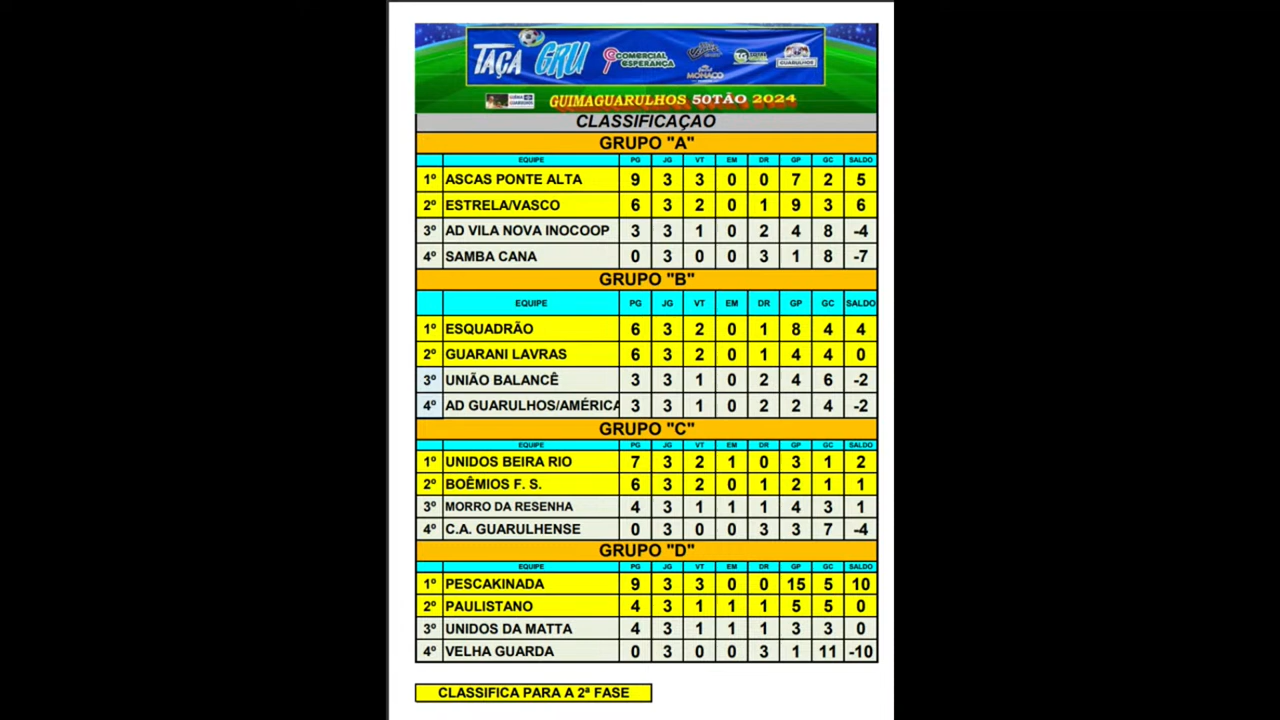 TAÇA GRU COMERCIAL ESPERANÇA MONACO GUARULHOS
GUIMAGUARULHOS 50TÃO 2024
CLASSIFICAÇAO
GRUPO "A"
EQUIPE PG JG VT EM DR GP GC SALDO
1º ASCAS PONTE ALTA 9 3 3 0 0 7 2 5
2º ESTRELA/VASCO 6 3 2 0 1 9 3 6
3º AD VILA NOVA INOCOOP 3 3 1 0 2 4 8 -4
4º SAMBA CANA 0 3 0 0 3 1 8 -7
GRUPO "B"
EQUIPE PG JG VT EM DR GP GC SALDO
1º ESQUADRÃO 6 3 2 0 1 8 4 4
2º GUARANI LAVRAS 6 3 2 0 1 4 4 0
3º UNIÃO BALANCÊ 3 3 1 0 2 4 6 -2
4º AD GUARULHOS/AMÉRICA 3 3 1 0 2 2 4 -2
GRUPO "C"
EQUIPE PG JG VT EM DR GP GC SALDO
1º UNIDOS BEIRA RIO 7 3 2 1 0 3 1 2
2º BOÊMIOS F. S. 6 3 2 0 1 2 1 1
3º MORRO DA RESENHA 4 3 1 1 1 4 3 1
4º C.A. GUARULHENSE 0 3 0 0 3 3 7 -4
GRUPO "D"
EQUIPE PG JG VT EM DR GP GC SALDO
1º PESCAKINADA 9 3 3 0 0 15 5 10
2º PAULISTANO 4 3 1 1 1 5 5 0
3º UNIDOS DA MATTA 4 3 1 1 1 3 3 0
4º VELHA GUARDA 0 3 0 0 3 1 11 -10
CLASSIFICA PARA A 2ª FASE